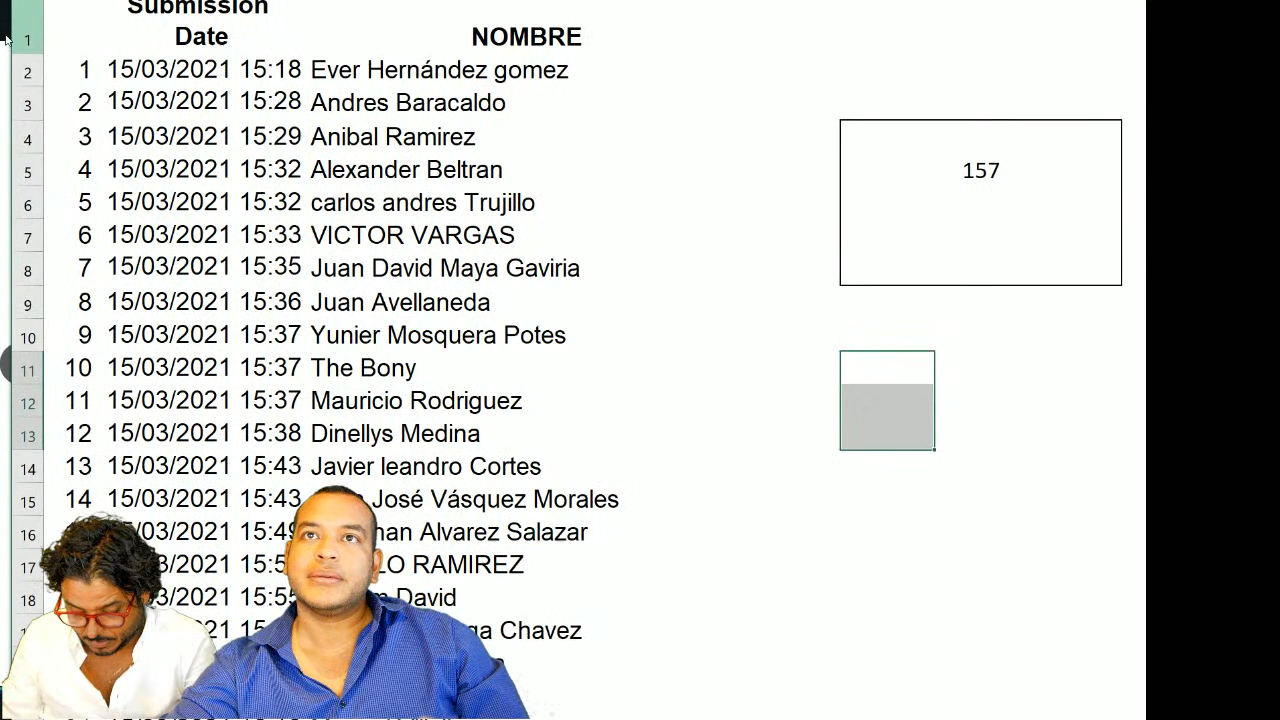 Submission
Date NOMBRE
1
2 1 15/03/2021 15:18 Ever Hernández gomez
3 2 15/03/2021 15:28 Andres Baracaldo
4 3 15/03/2021 15:29 Anibal Ramirez
5 4 15/03/2021 15:32 Alexander Beltran 157
6 5 15/03/2021 15:32 carlos andres Trujillo
7 6 15/03/2021 15:33 VICTOR VARGAS
8 7 15/03/2021 15:35 Juan David Maya Gaviria
9 8 15/03/2021 15:36 Juan Avellaneda
10 9 15/03/2021 15:37 Yunier Mosquera Potes
11 10 15/03/2021 15:37 The Bony
12 11 15/03/2021 15:37 Mauricio Rodriguez
13 12 15/03/2021 15:38 Dinellys Medina
14 13 15/03/2021 15:43 Javier leandro Cortes
15 14 15/03/2021 15:43 José Vásquez Morales
16 Alvarez Salazar
17 RAMIREZ
18 David
Chavez